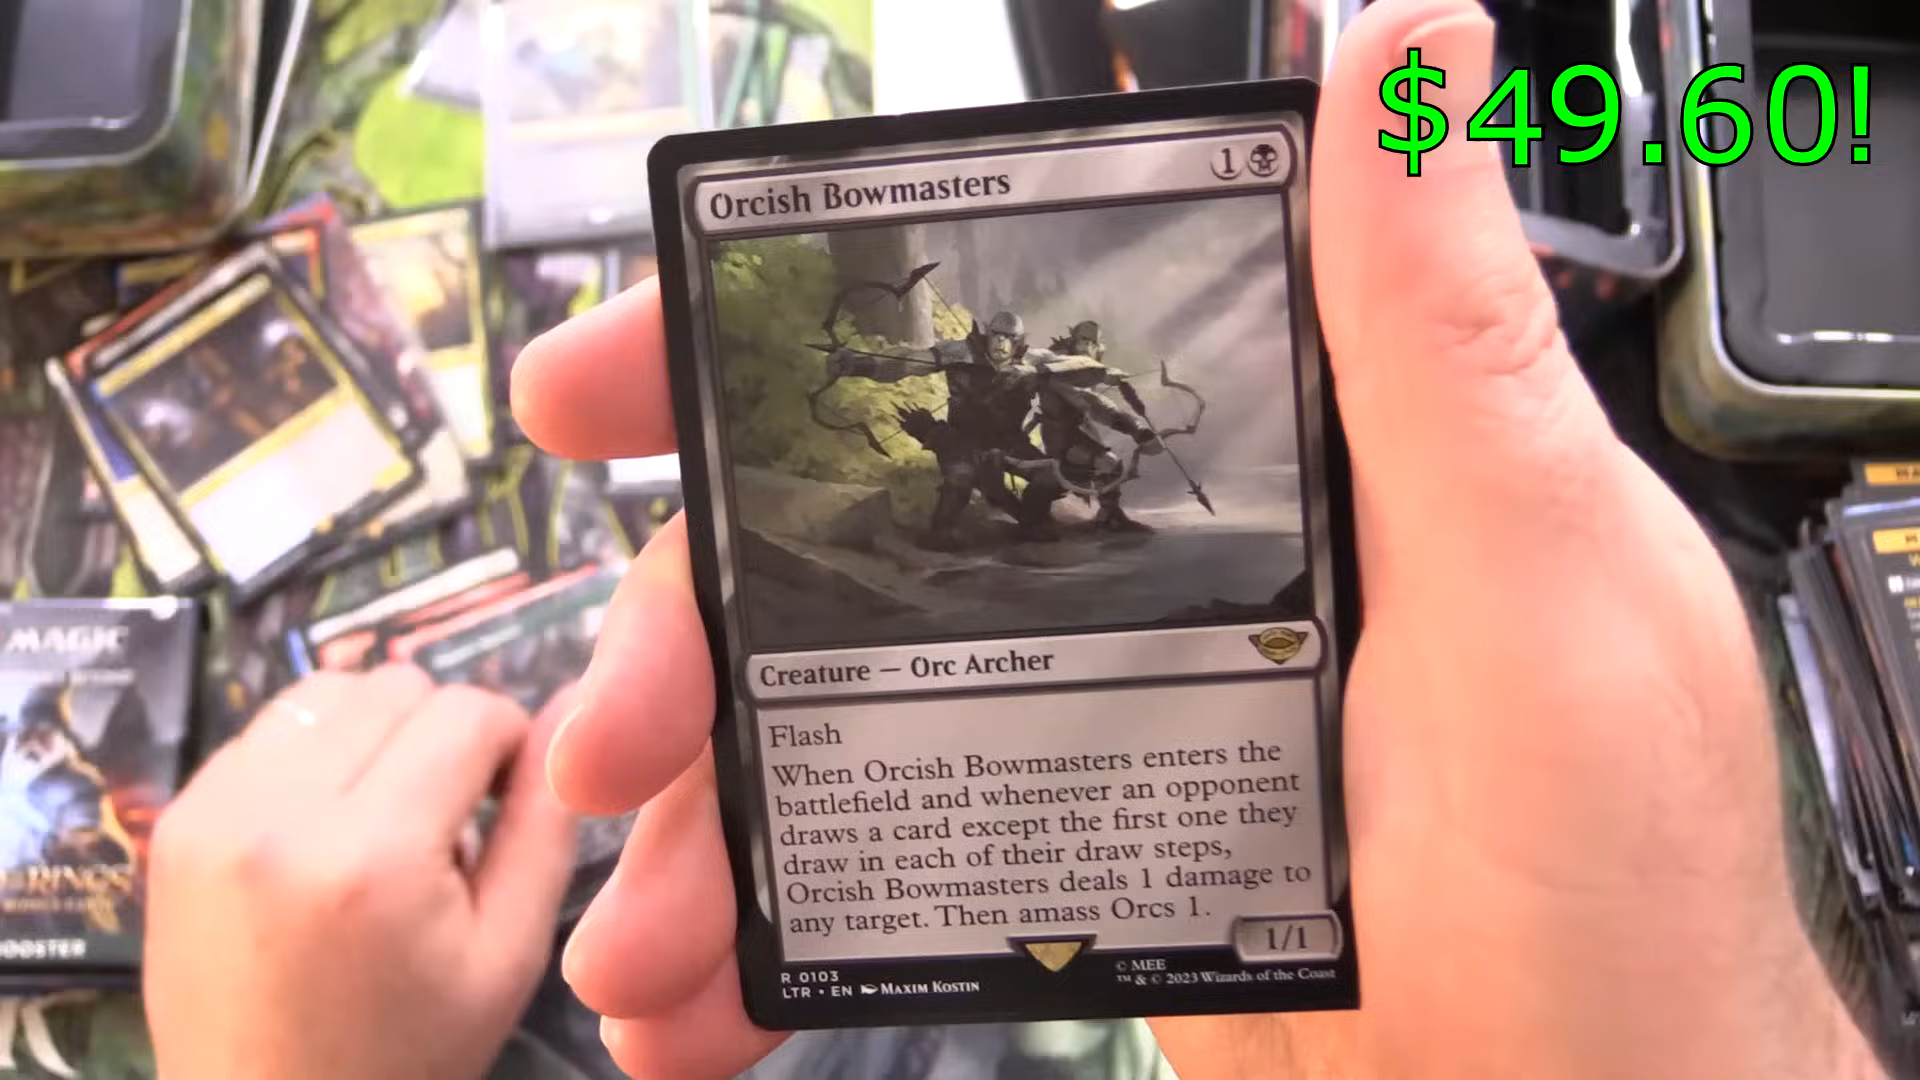 $49.60!
Orcish Bowmasters
1
Creature — Orc Archer
Flash
When Orcish Bowmasters enters the
battlefield and whenever an opponent
draws a card except the first one they
draw in each of their draw steps,
Orcish Bowmasters deals 1 damage to
any target. Then amass Orcs 1.
1/1
R 0103
LTR • EN MAXIM KOSTIN
© MEE
™ & © 2023 Wizards of the Coast
MAGIC
RINGS
BOOSTER